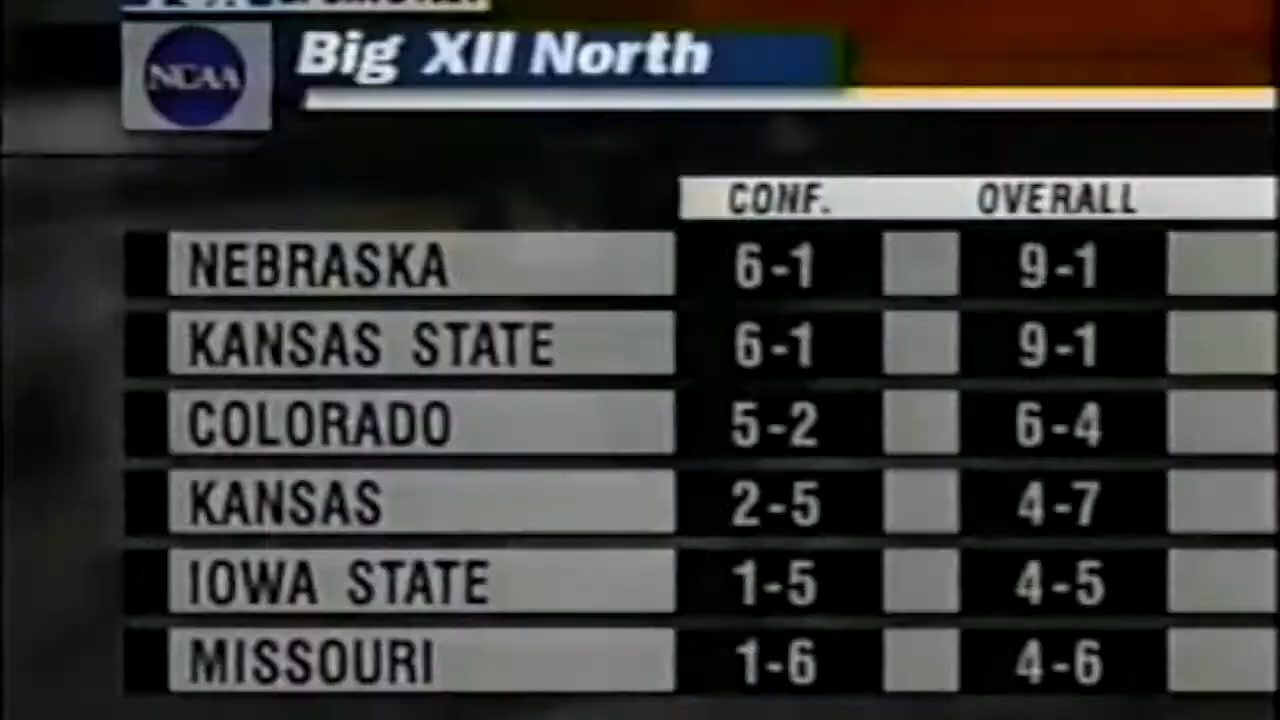 Big XII North
NCAA
CONF. OVERALL
NEBRASKA 6-1 9-1
KANSAS STATE 6-1 9-1
COLORADO 5-2 6-4
KANSAS 2-5 4-7
IOWA STATE 1-5 4-5
MISSOURI 1-6 4-6